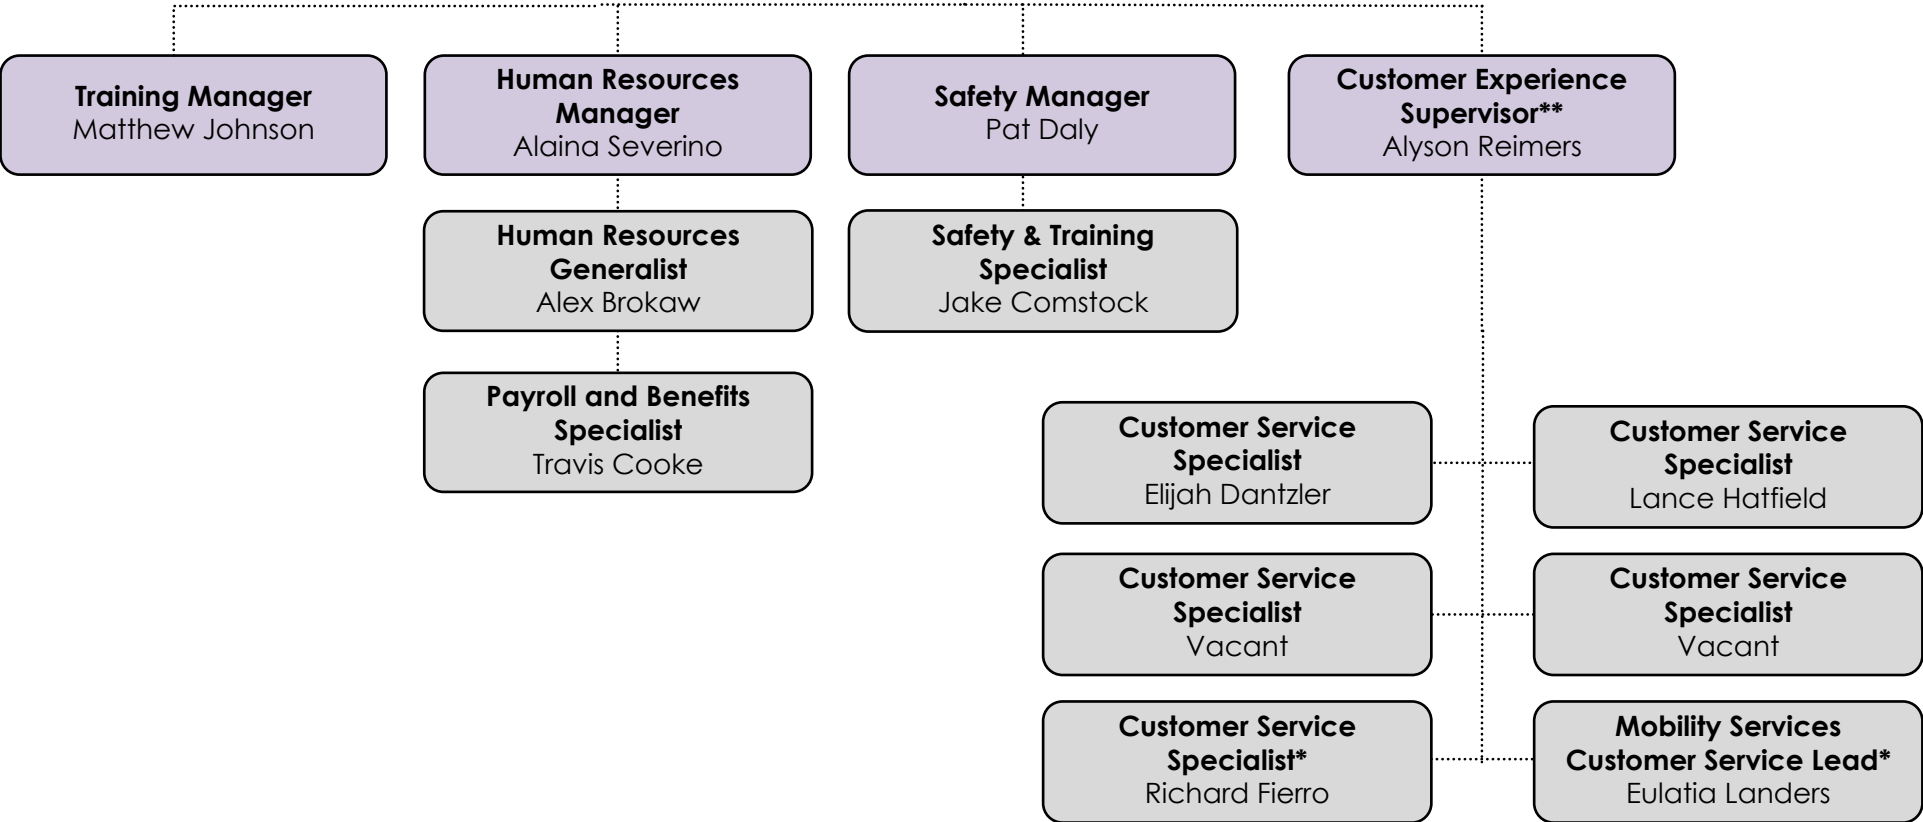 Training Manager
Matthew Johnson
Human Resources
Manager
Alaina Severino
Safety Manager
Pat Daly
Customer Experience
Supervisor**
Alyson Reimers
Human Resources
Generalist
Alex Brokaw
Safety & Training
Specialist
Jake Comstock
Payroll and Benefits
Specialist
Travis Cooke
Customer Service
Specialist
Elijah Dantzler
Customer Service
Specialist
Lance Hatfield
Customer Service
Specialist
Vacant
Customer Service
Specialist
Vacant
Customer Service
Specialist*
Richard Fierro
Mobility Services
Customer Service Lead*
Eulatia Landers